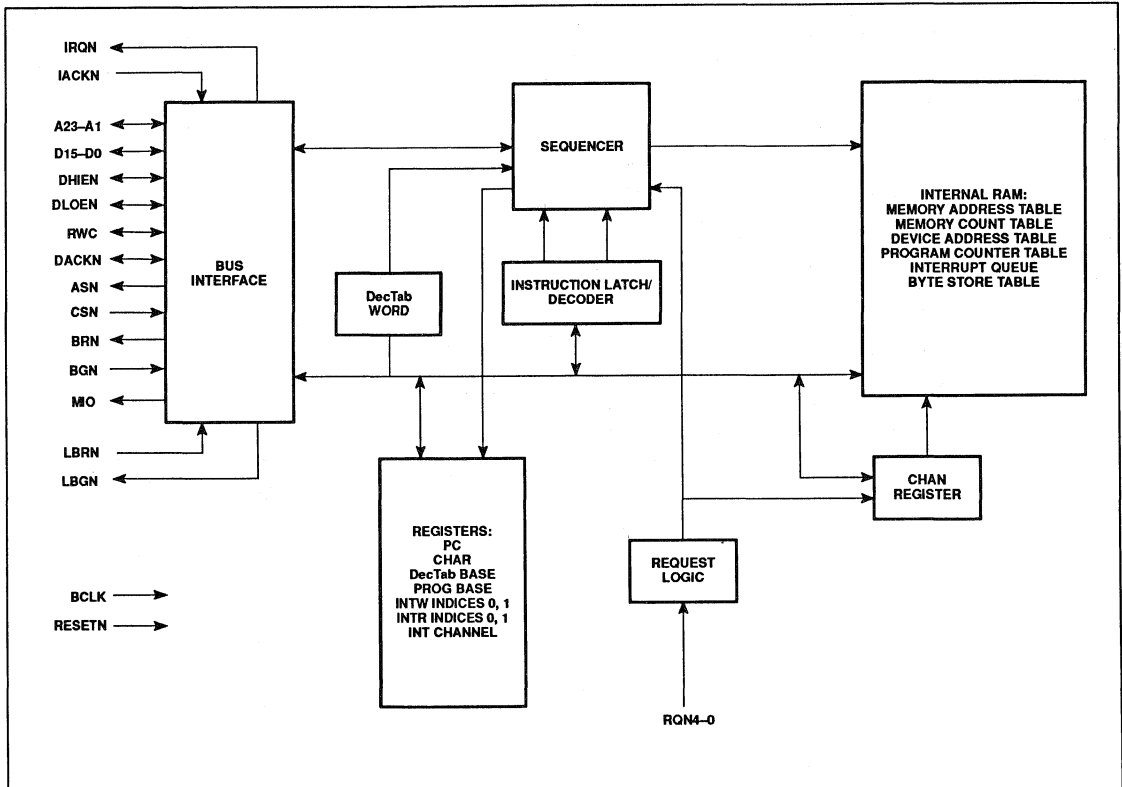 IRQN
IACKN
A23–A1
D15–D0
DHIEN
DLOEN
RWC
DACKN
ASN
CSN
BRN
BGN
MIO
LBRN
LBGN
BCLK
RESETN
BUS
INTERFACE
DecTab
WORD
SEQUENCER
INSTRUCTION LATCH/
DECODER
REGISTERS:
PC
CHAR
DecTab BASE
PROG BASE
INTW INDICES 0, 1
INTR INDICES 0, 1
INT CHANNEL
REQUEST
LOGIC
RQN4–0
INTERNAL RAM:
MEMORY ADDRESS TABLE
MEMORY COUNT TABLE
DEVICE ADDRESS TABLE
PROGRAM COUNTER TABLE
INTERRUPT QUEUE
BYTE STORE TABLE
CHAN
REGISTER